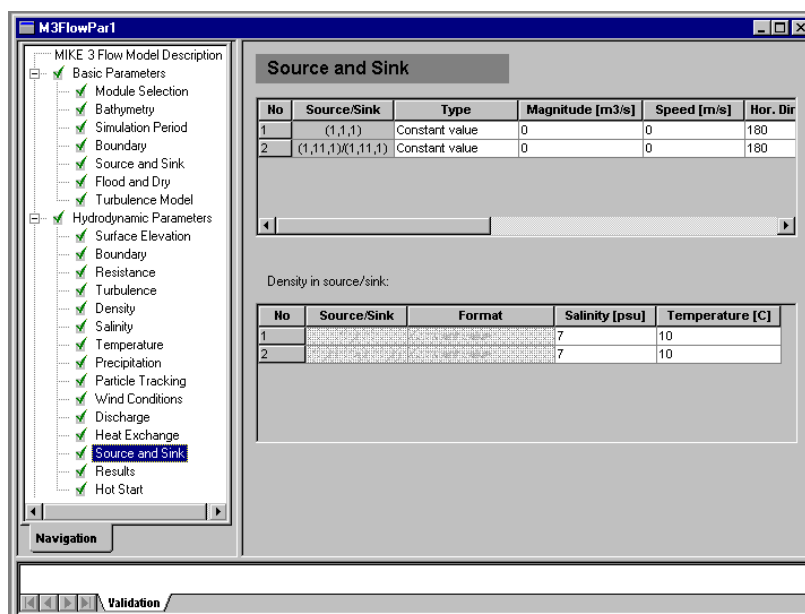 M3FlowPar1
MIKE 3 Flow Model Description
Basic Parameters
Module Selection
Bathymetry
Simulation Period
Boundary
Source and Sink
Flood and Dry
Turbulence Model
Hydrodynamic Parameters
Surface Elevation
Boundary
Resistance
Turbulence
Density
Salinity
Temperature
Precipitation
Particle Tracking
Wind Conditions
Discharge
Heat Exchange
Source and Sink
Results
Hot Start
Navigation
Source and Sink
No Source/Sink Type Magnitude [m3/s] Speed [m/s] Hor. Dir
1 (1,1,1) Constant value 0 0 180
2 (1,11,1)/(1,11,1) Constant value 0 0 180
Density in source/sink:
No Source/Sink Format Salinity [psu] Temperature [C]
1 7 10
2 7 10
Validation